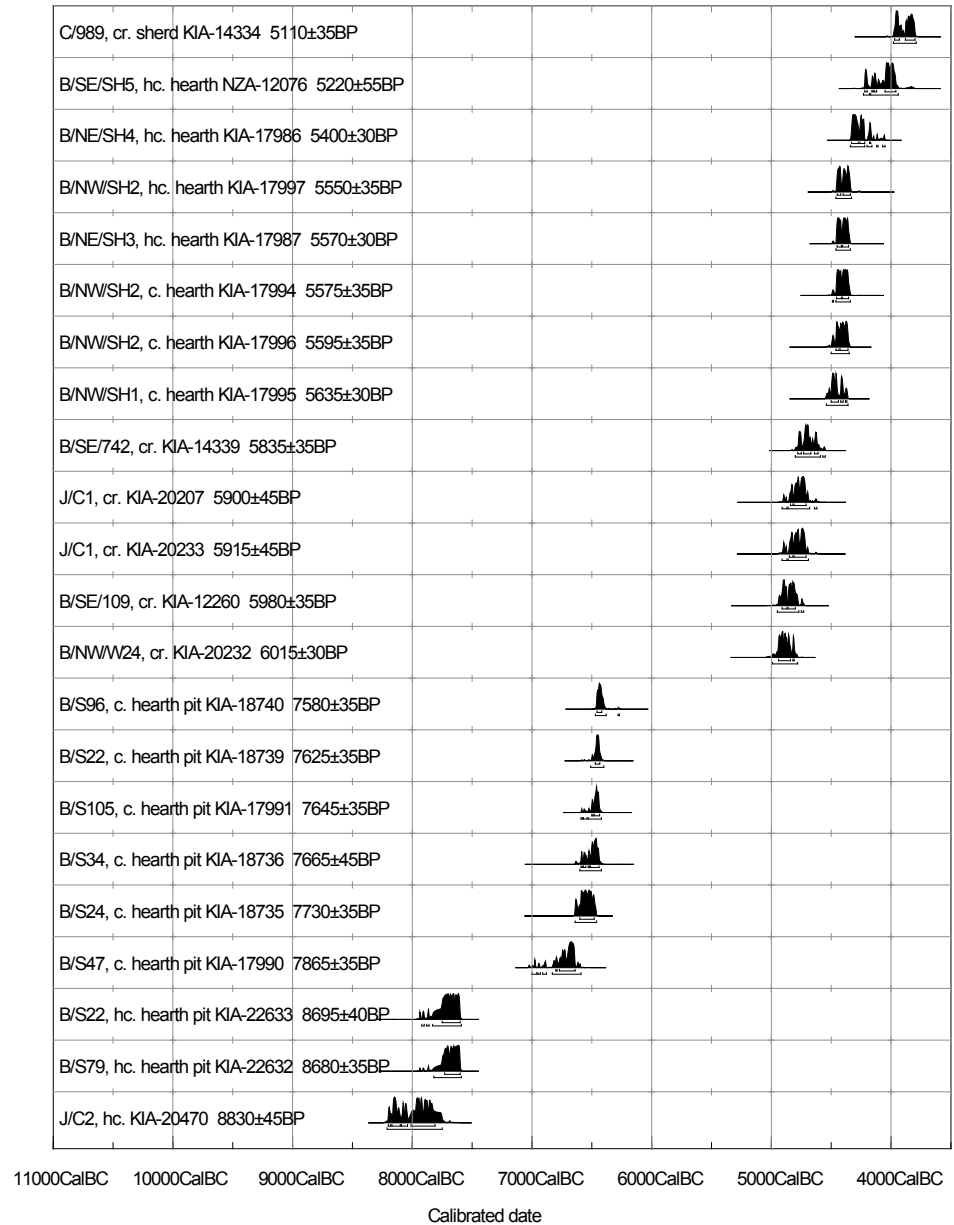 C/989, cr. sherd KIA-14334 5110±35BP
B/SE/SH5, hc. hearth NZA-12076 5220±55BP
B/NE/SH4, hc. hearth KIA-17986 5400±30BP
B/NW/SH2, hc. hearth KIA-17997 5550±35BP
B/NE/SH3, hc. hearth KIA-17987 5570±30BP
B/NW/SH2, c. hearth KIA-17994 5575±35BP
B/NW/SH2, c. hearth KIA-17996 5595±35BP
B/NW/SH1, c. hearth KIA-17995 5635±30BP
B/SE/742, cr. KIA-14339 5835±35BP
J/C1, cr. KIA-20207 5900±45BP
J/C1, cr. KIA-20233 5915±45BP
B/SE/109, cr. KIA-12260 5980±35BP
B/NW/W24, cr. KIA-20232 6015±30BP
B/S96, c. hearth pit KIA-18740 7580±35BP
B/S22, c. hearth pit KIA-18739 7625±35BP
B/S105, c. hearth pit KIA-17991 7645±35BP
B/S34, c. hearth pit KIA-18736 7665±45BP
B/S24, c. hearth pit KIA-18735 7730±35BP
B/S47, c. hearth pit KIA-17990 7865±35BP
B/S22, hc. hearth pit KIA-22633 8695±40BP
B/S79, hc. hearth pit KIA-22632 8680±35BP
J/C2, hc. KIA-20470 8830±45BP
11000CalBC 10000CalBC 9000CalBC 8000CalBC 7000CalBC 6000CalBC 5000CalBC 4000CalBC
Calibrated date